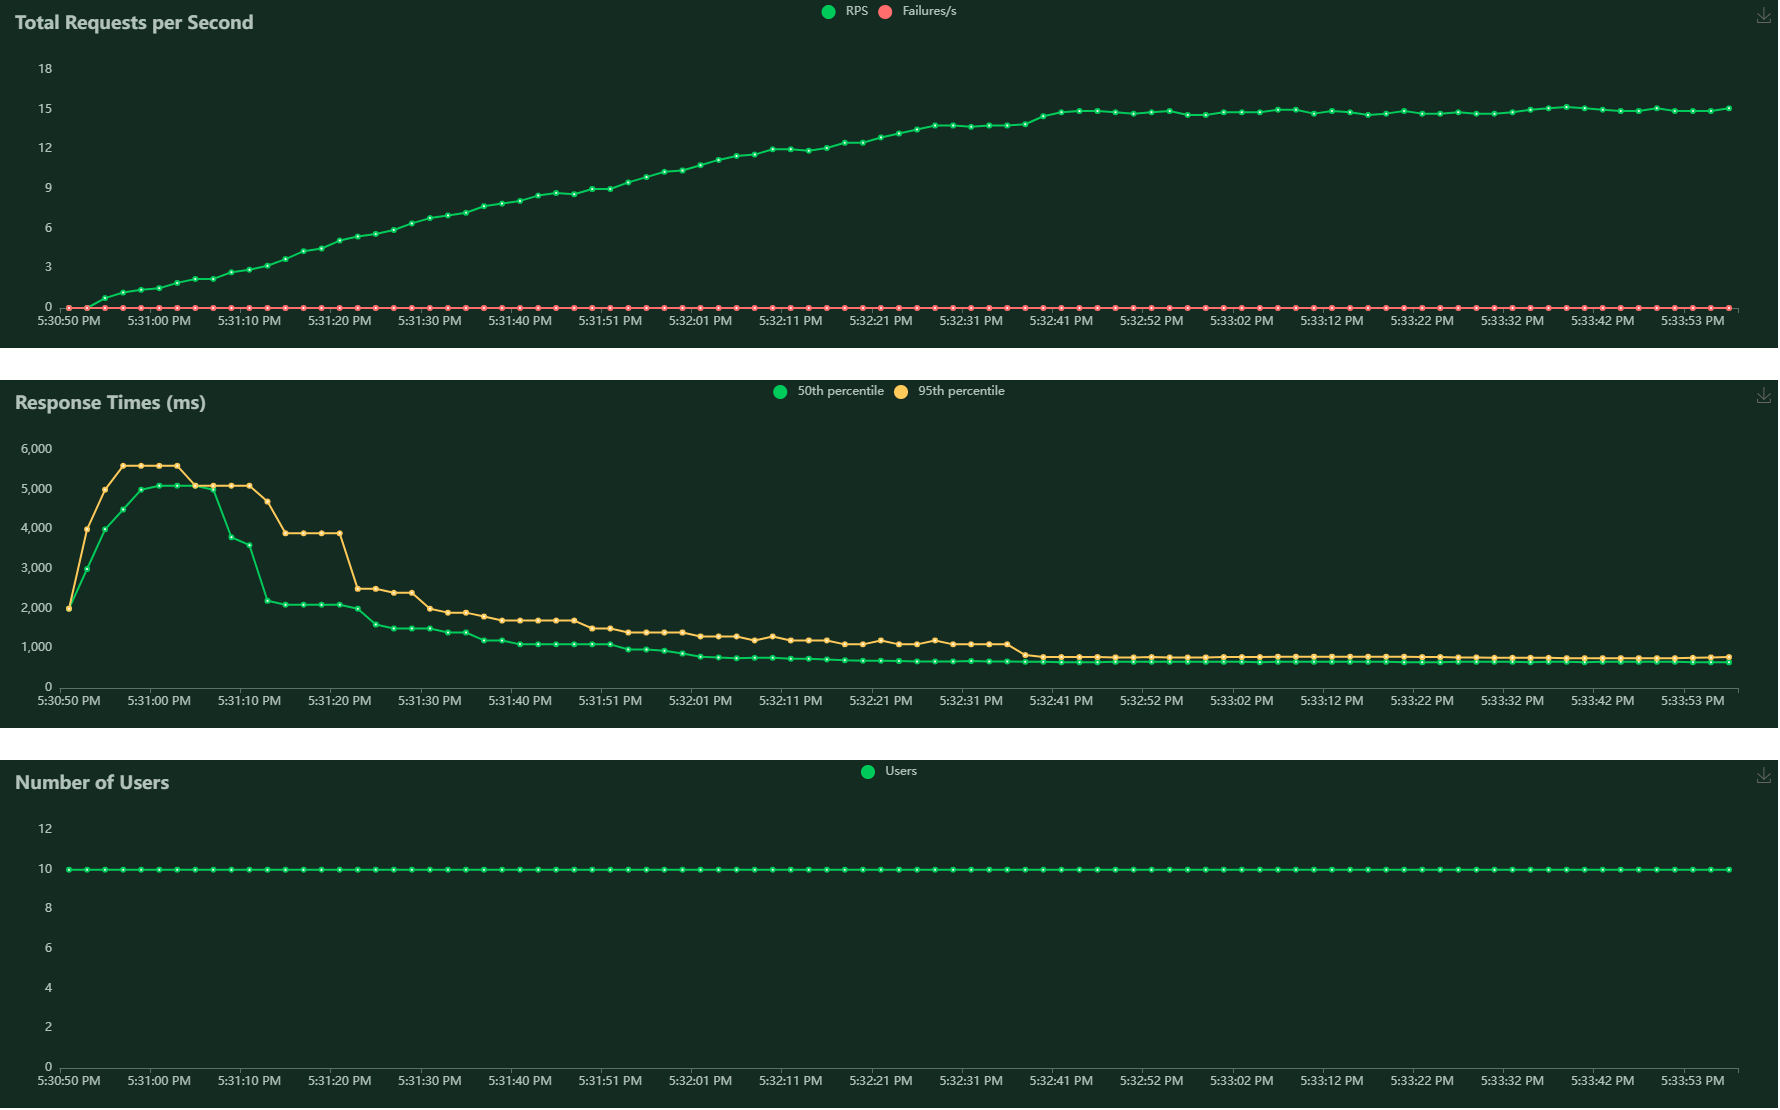 Total Requests per Second
RPS Failures/s
18
15
12
9
6
3
0
5:30:50 PM 5:31:00 PM 5:31:10 PM 5:31:20 PM 5:31:30 PM 5:31:40 PM 5:31:51 PM 5:32:01 PM 5:32:11 PM 5:32:21 PM 5:32:31 PM 5:32:41 PM 5:32:52 PM 5:33:02 PM 5:33:12 PM 5:33:22 PM 5:33:32 PM 5:33:42 PM 5:33:53 PM
Response Times (ms)
50th percentile 95th percentile
6,000
5,000
4,000
3,000
2,000
1,000
0
5:30:50 PM 5:31:00 PM 5:31:10 PM 5:31:20 PM 5:31:30 PM 5:31:40 PM 5:31:51 PM 5:32:01 PM 5:32:11 PM 5:32:21 PM 5:32:31 PM 5:32:41 PM 5:32:52 PM 5:33:02 PM 5:33:12 PM 5:33:22 PM 5:33:32 PM 5:33:42 PM 5:33:53 PM
Number of Users
Users
12
10
8
6
4
2
0
5:30:50 PM 5:31:00 PM 5:31:10 PM 5:31:20 PM 5:31:30 PM 5:31:40 PM 5:31:51 PM 5:32:01 PM 5:32:11 PM 5:32:21 PM 5:32:31 PM 5:32:41 PM 5:32:52 PM 5:33:02 PM 5:33:12 PM 5:33:22 PM 5:33:32 PM 5:33:42 PM 5:33:53 PM